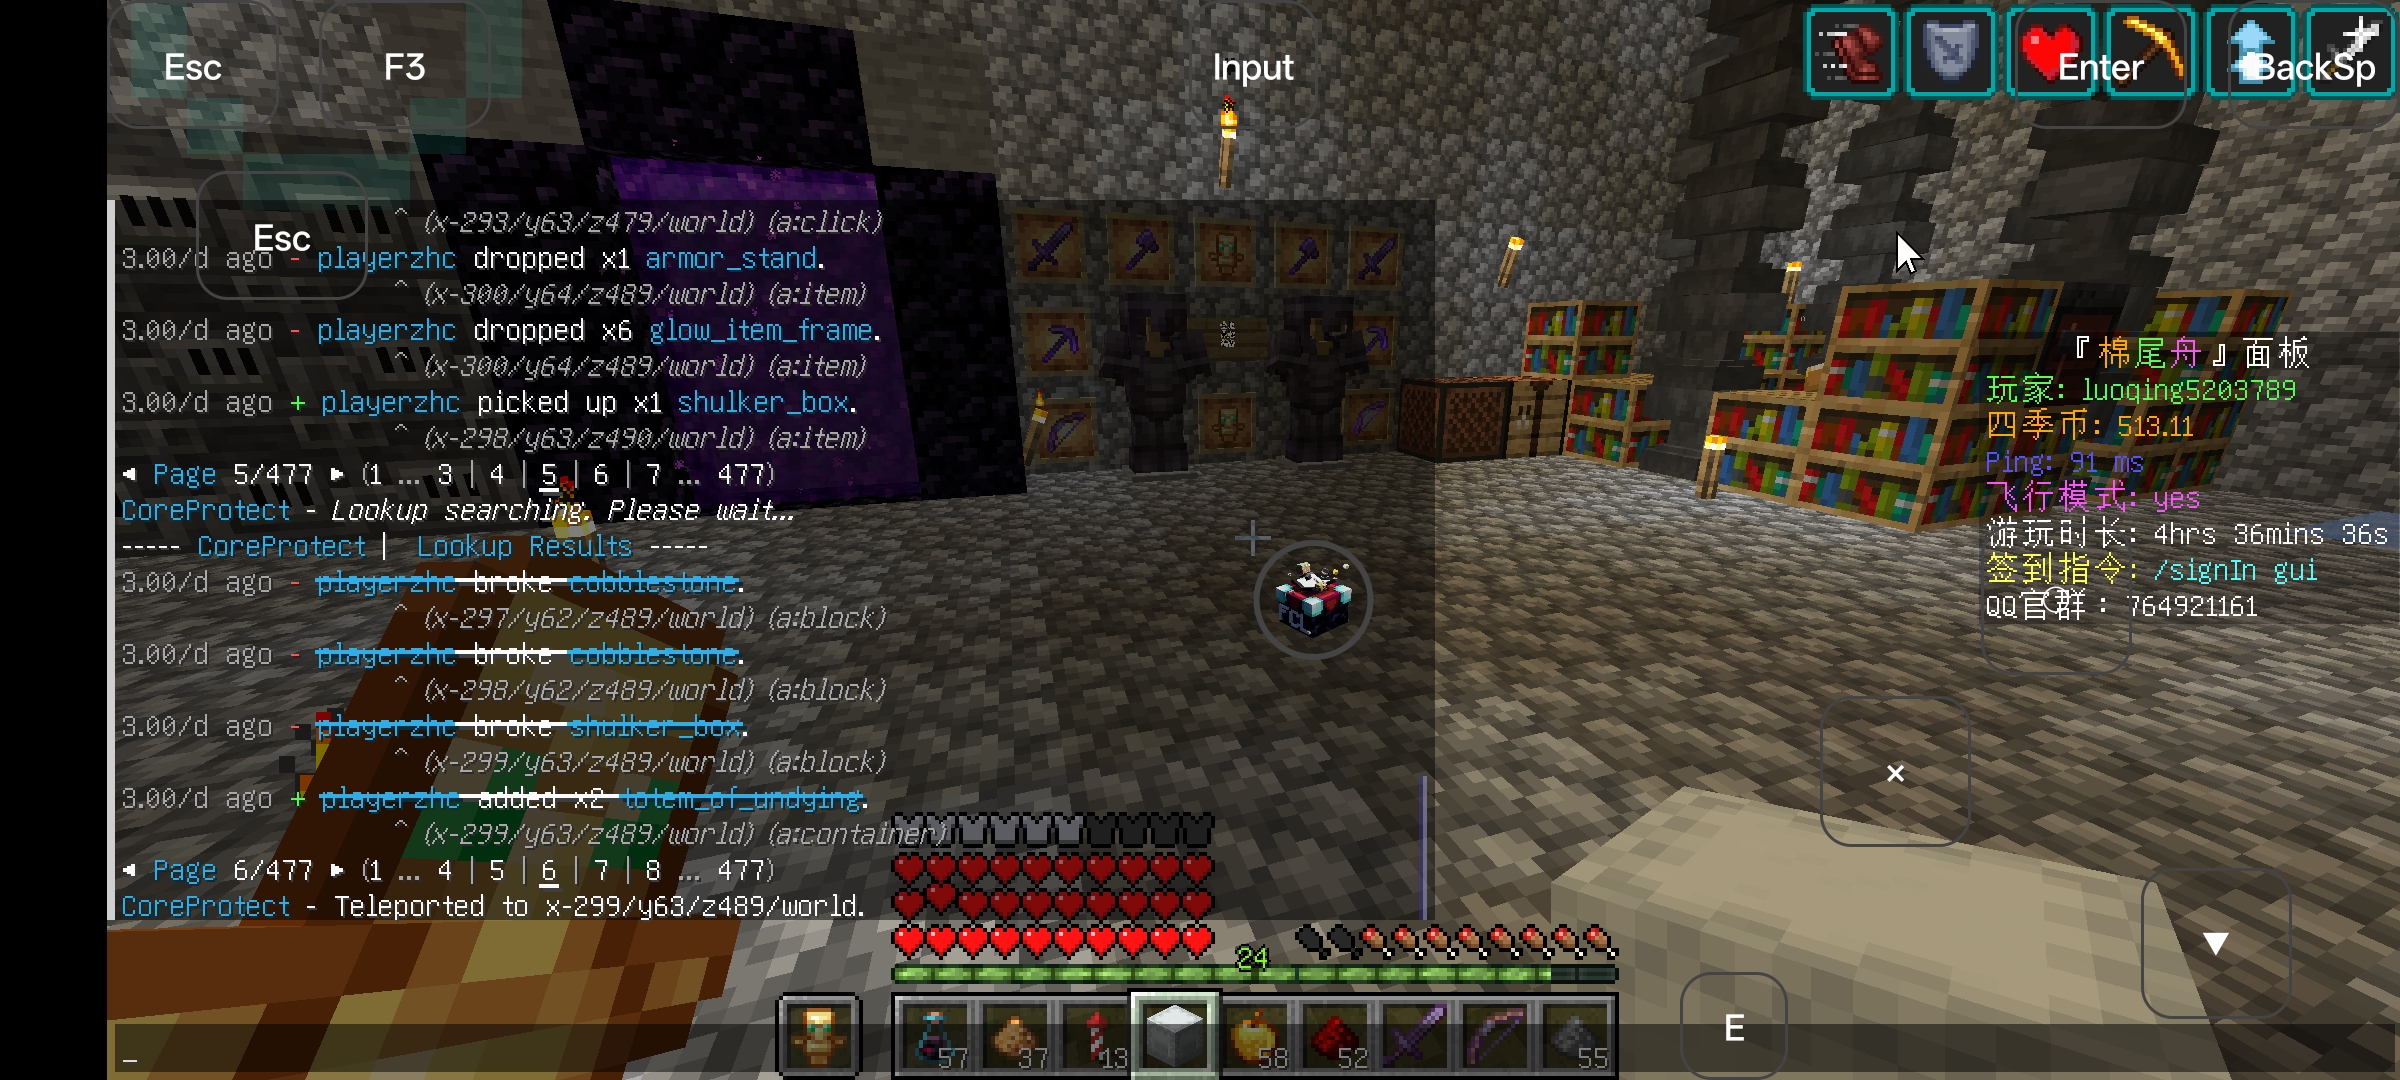 Esc
F3
Input
Enter
BackSp
Esc
^ (x-293/y63/z479/world) (a:click)
3.00/d ago - playerzhc dropped x1 armor_stand.
^ (x-300/y64/z489/world) (a:item)
3.00/d ago - playerzhc dropped x6 glow_item_frame.
^ (x-300/y64/z489/world) (a:item)
3.00/d ago + playerzhc picked up x1 shulker_box.
^ (x-298/y63/z490/world) (a:item)
◄ Page 5/477 ► (1 ... 3 | 4 | 5 | 6 | 7 ... 477)
CoreProtect - Lookup searching. Please wait...
----- CoreProtect | Lookup Results -----
3.00/d ago - playerzhc broke cobblestone.
^ (x-297/y62/z489/world) (a:block)
3.00/d ago - playerzhc broke cobblestone.
^ (x-298/y62/z489/world) (a:block)
3.00/d ago - playerzhc broke shulker_box.
^ (x-299/y63/z489/world) (a:block)
3.00/d ago + playerzhc added x2 totem_of_undying.
^ (x-299/y63/z489/world) (a:container)
◄ Page 6/477 ► (1 ... 4 | 5 | 6 | 7 | 8 ... 477)
CoreProtect - Teleported to x-299/y63/z489/world.
_
『棉尾舟』面板
玩家: luoqing5203789
四季币: 513.11
Ping: 91 ms
飞行模式: yes
游玩时长: 4hrs 36mins 36s
签到指令: /signIn gui
QQ官群: 764921161
FCL
×
▼
E
24
57
37
13
58
52
55